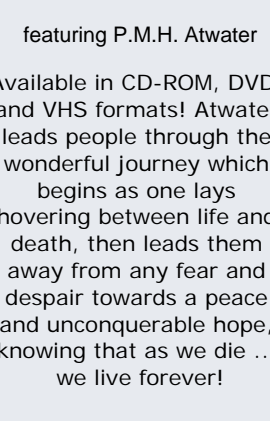 featuring P.M.H. Atwater
Available in CD-ROM, DVD
and VHS formats! Atwater
leads people through the
wonderful journey which
begins as one lays
hovering between life and
death, then leads them
away from any fear and
despair towards a peace
and unconquerable hope,
knowing that as we die ...
we live forever!